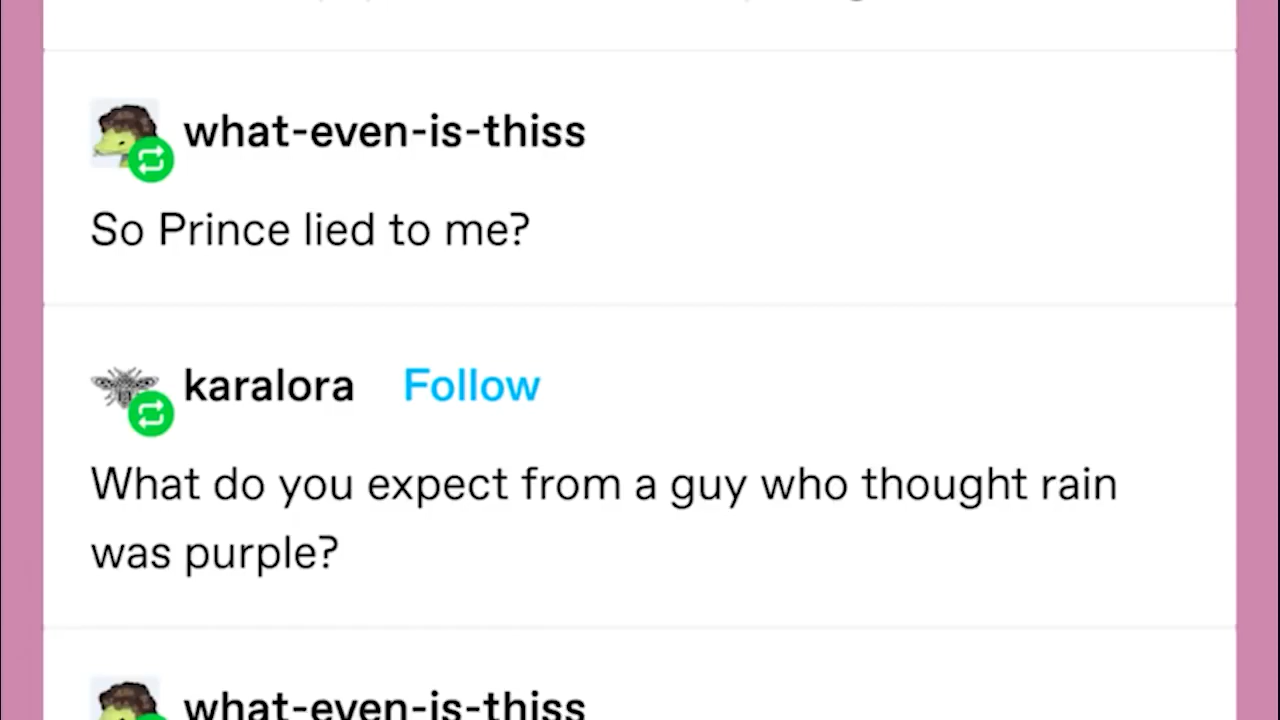 what-even-is-thiss
So Prince lied to me?
karalora Follow
What do you expect from a guy who thought rain
was purple?
what-even-is-thiss